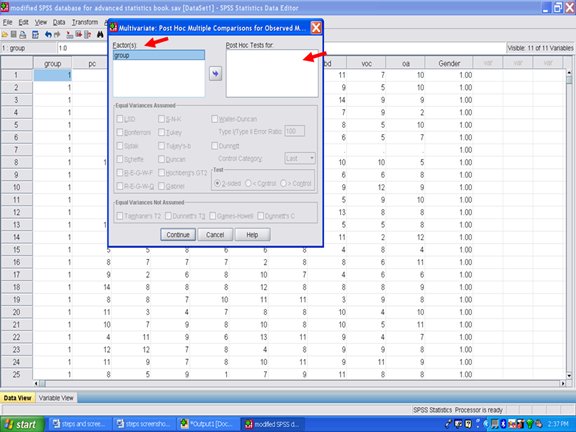 modified SPSS database for advanced statistics book.sav [DataSet1] - SPSS Statistics Data Editor
File Edit
1 : group 1.0 Visible: 11 of 11 Variables
Multivariate: Post Hoc Multiple Comparisons for Observed M...
Factor(s): Post Hoc Tests for:
group
Equal Variances Assumed
LSD S-N-K Waller-Duncan
Bonferroni Tukey Type I/Type II Error Ratio: 100
Sidak Tukey's-b Dunnett
Scheffe Duncan Control Category: Last
R-E-G-W-F Hochberg's GT2 Test
R-E-G-W-Q Gabriel 2-sided < Control > Control
Equal Variances Not Assumed
Tamhane's T2 Dunnett's T3 Games-Howell Dunnett's C
Continue Cancel Help
group pc bd voc oa Gender var var var
1 1 11 7 10 1.00
2 1 9 5 10 1.00
3 1 14 9 9 1.00
4 1 7 9 2 1.00
5 1 8 5 10 1.00
6 1 6 5 7 1.00
7 1 . . . 1.00
8 1 10 10 5 1.00
9 1 6 8 6 1.00
10 1 9 12 9 1.00
11 1 5 9 10 1.00
12 1 13 8 8 1.00
13 1 10 5 6 1.00
14 1 11 2 12 1.00
15 1 5 5 8 6 6 8 4 8 4 1.00
16 1 8 7 7 7 2 8 8 6 11 1.00
17 1 9 2 6 8 10 7 4 6 6 1.00
18 1 14 8 8 8 12 8 9 6 8 1.00
19 1 8 8 10 9 11 11 3 9 8 1.00
20 1 11 3 4 7 8 8 10 4 10 1.00
21 1 10 7 9 8 10 8 10 5 11 1.00
22 1 4 11 9 6 13 11 9 4 7 1.00
23 1 12 12 7 8 4 8 9 9 8 1.00
24 1 11 9 7 8 10 9 11 9 11 1.00
25 1 8 5 9 1 7 9 11 8 8 1.00
Data View Variable View
SPSS Statistics Processor is ready
start steps and scree... steps screensho... *Output1 [Doc... modified SPSS d... 2:37 PM